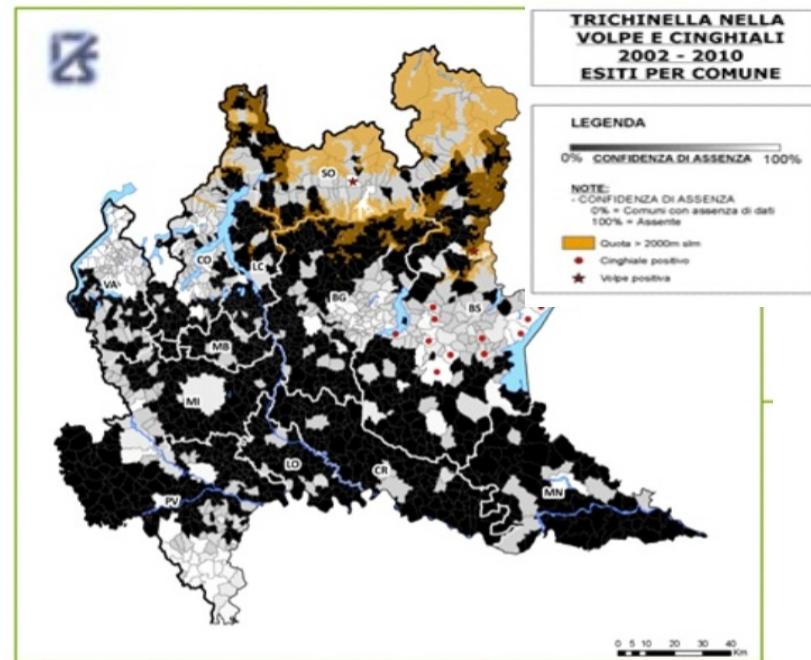 TRICHINELLA NELLA
VOLPE E CINGHIALI
2002 - 2010
ESITI PER COMUNE
LEGENDA
0% CONFIDENZA DI ASSENZA 100%
NOTE:
- CONFIDENZA DI ASSENZA
0% = Comuni con assenza di dati
100% = Assente
Quota > 2000m slm
Cinghiale positivo
Volpe positiva
SO
CO
LC
VA
BG
BS
MB
MI
LO
CR
PV
MN
0 5 10 20 30 40
Km